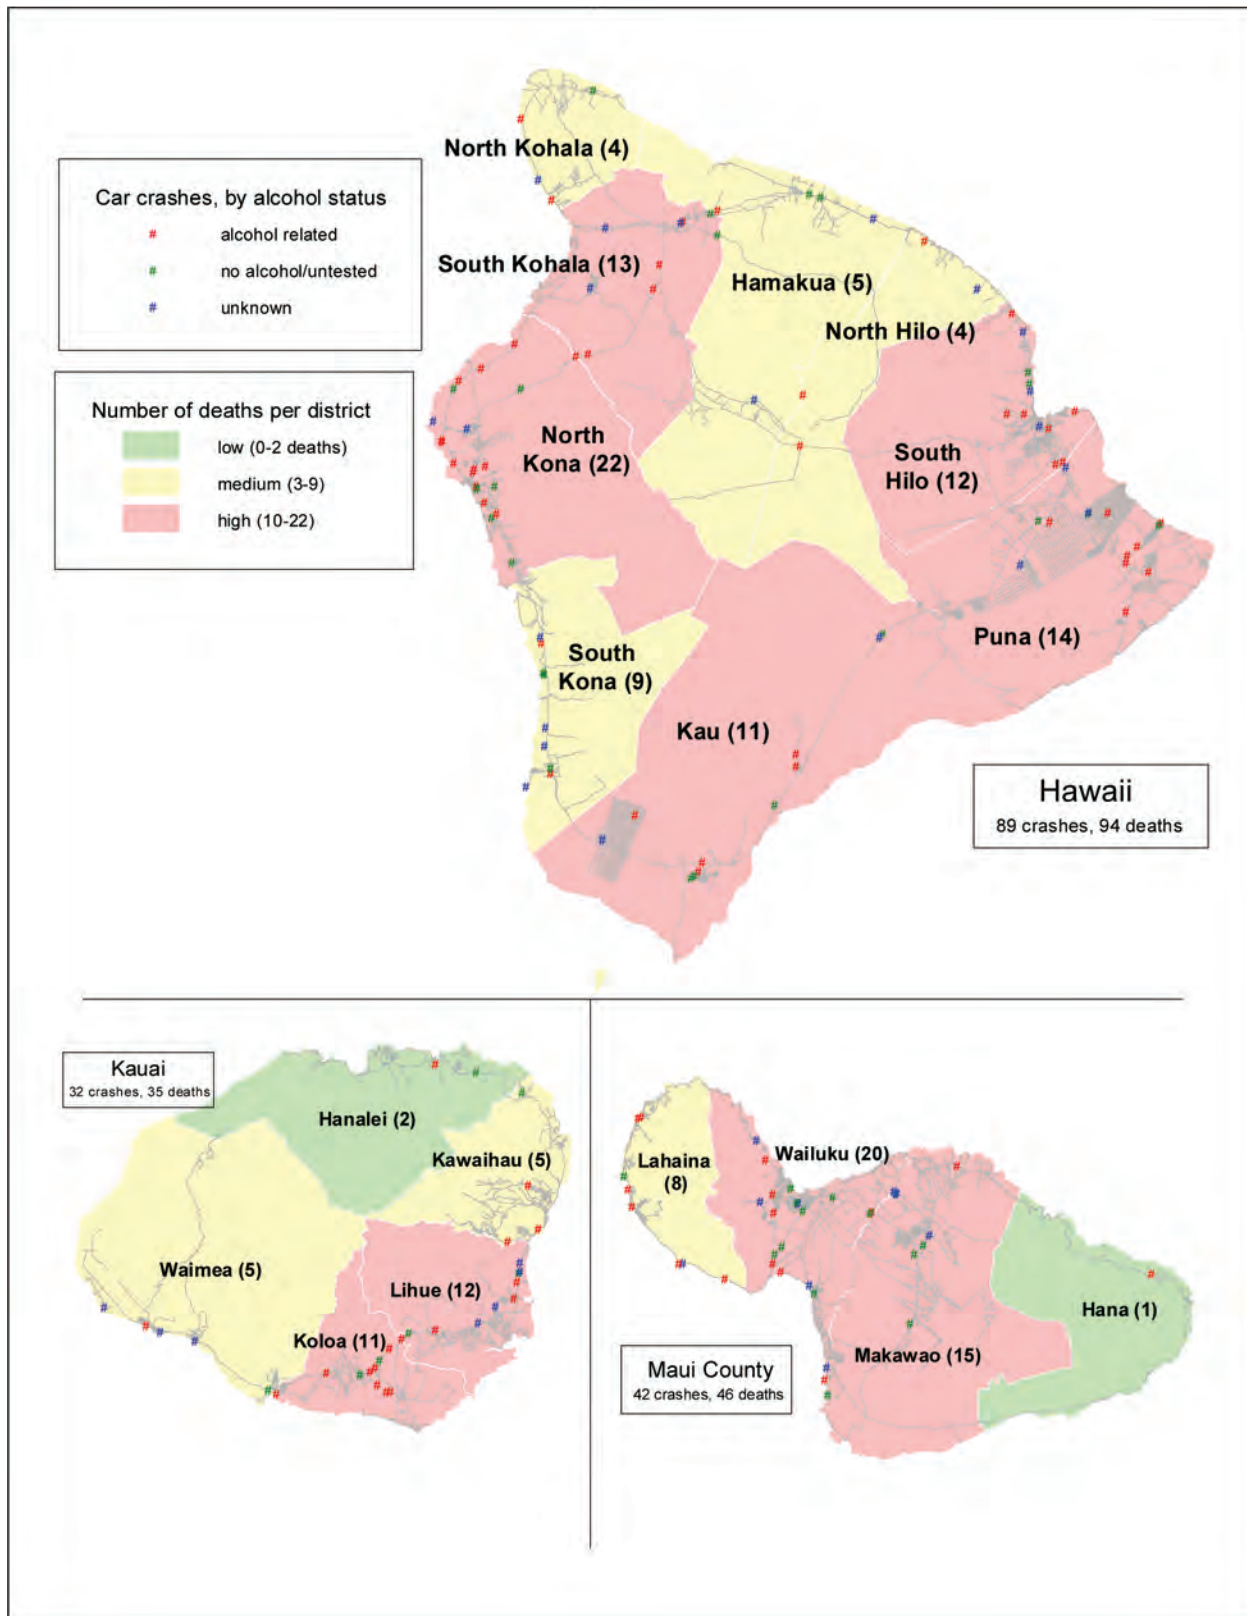 North Kohala (4)
Car crashes, by alcohol status
# alcohol related
# no alcohol/untested
# unknown
South Kohala (13)
Hamakua (5)
North Hilo (4)
Number of deaths per district
low (0-2 deaths)
medium (3-9)
high (10-22)
North
Kona
(22)
South
Hilo (12)
Puna (14)
South
Kona (9)
Kau (11)
Hawaii
89 crashes, 94 deaths
Kauai
32 crashes, 35 deaths
Hanalei (2)
Kawaihau (5)
Waimea (5)
Lihue (12)
Koloa (11)
Lahaina
(8)
Wailuku (20)
Hana (1)
Makawao (15)
Maui County
42 crashes, 46 deaths